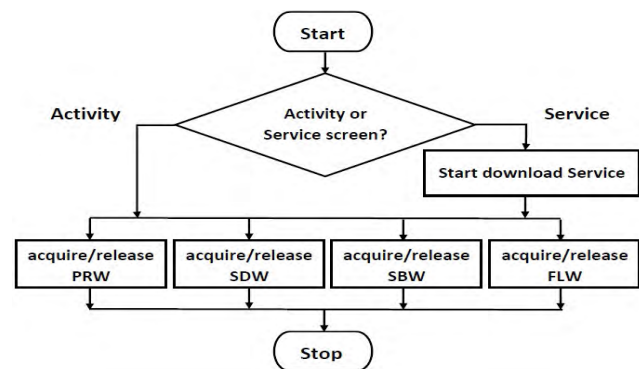 Start
Activity
Activity or
Service screen?
Service
Start download Service
acquire/release
PRW
acquire/release
SDW
acquire/release
SBW
acquire/release
FLW
Stop